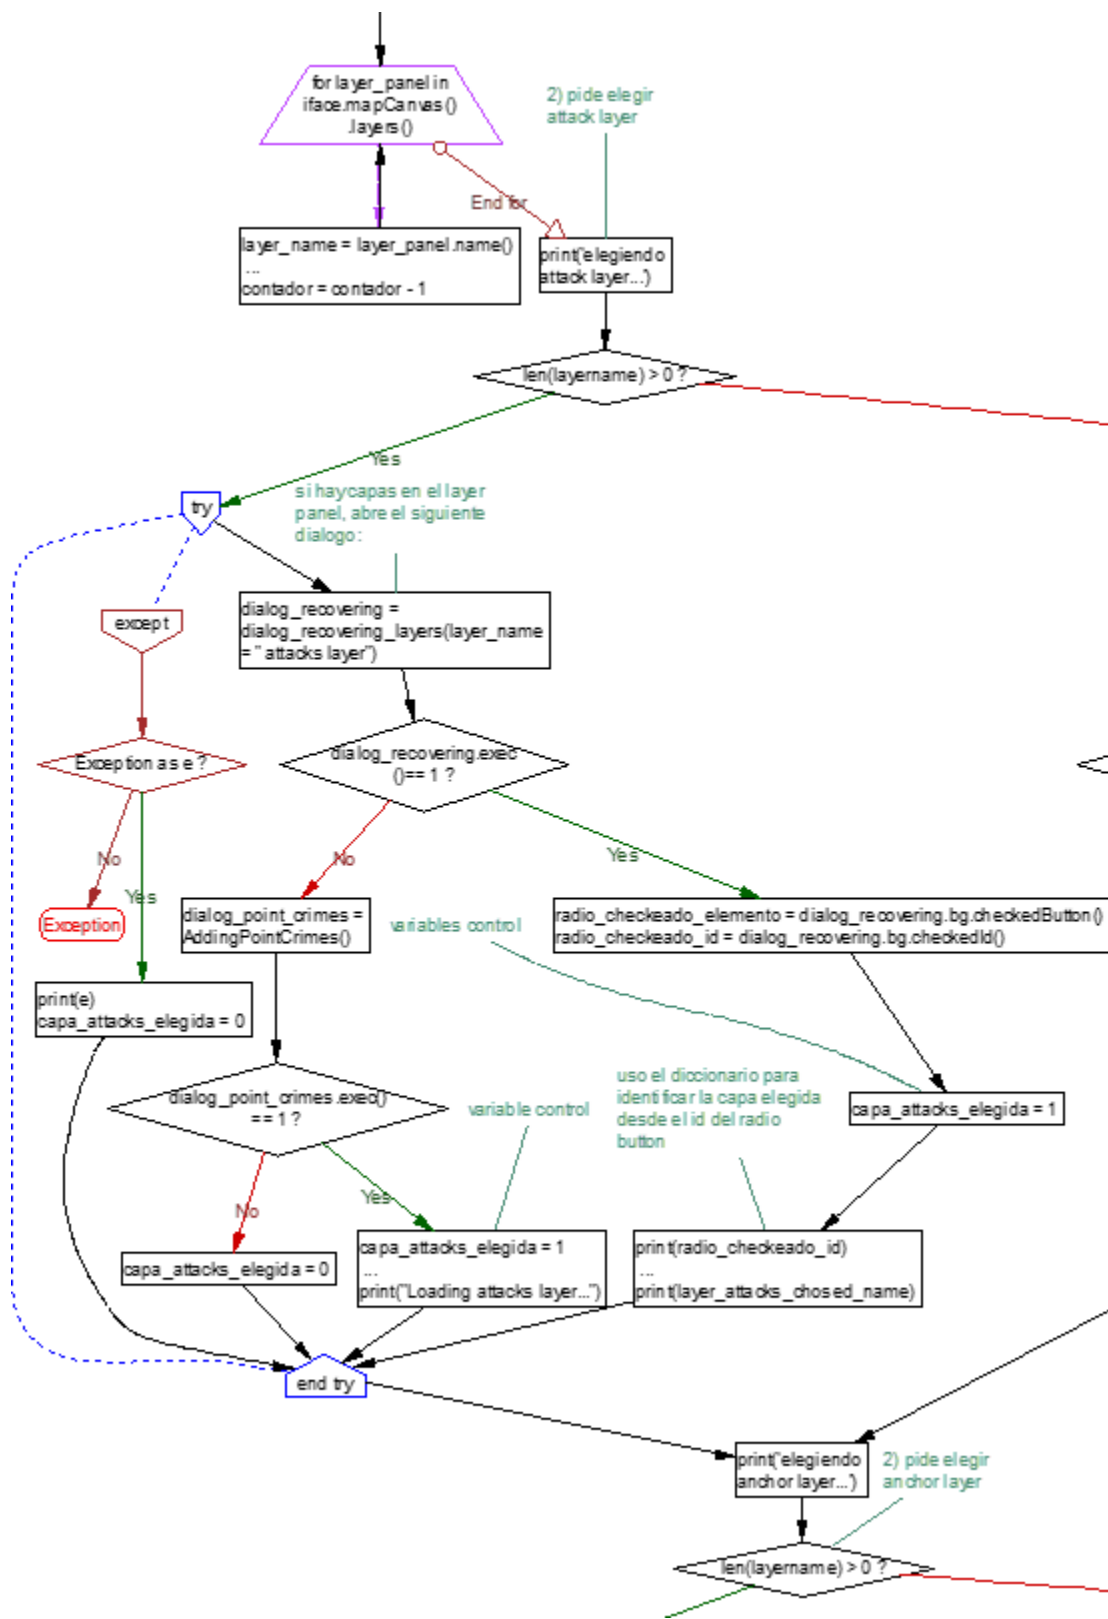 for layer_panel in
iface.mapCanvas()
.layers()
2) pide elegir
attack layer
End for
layer_name = layer_panel.name()
...
contador = contador - 1
print('elegiendo
attack layer...')
len(layername) > 0 ?
Yes
try
si hay capas en el layer
panel, abre el siguiente
dialogo:
except
dialog_recovering =
dialog_recovering_layers(layer_name
= " attacks layer")
Exception as e ?
dialog_recovering.exec
()== 1 ?
No
Yes
No
Yes
Exception
dialog_point_crimes =
AddingPointCrimes()
variables control
radio_checkeado_elemento = dialog_recovering.bg.checkedButton()
radio_checkeado_id = dialog_recovering.bg.checkedId()
print(e)
capa_attacks_elegida = 0
dialog_point_crimes.exec()
== 1 ?
variable control
uso el diccionario para
identificar la capa elegida
desde el id del radio
button
capa_attacks_elegida = 1
No
Yes
capa_attacks_elegida = 0
capa_attacks_elegida = 1
...
print("Loading attacks layer...")
print(radio_checkeado_id)
...
print(layer_attacks_chosed_name)
end try
print('elegiendo
anchor layer...')
2) pide elegir
anchor layer
len(layername) > 0 ?